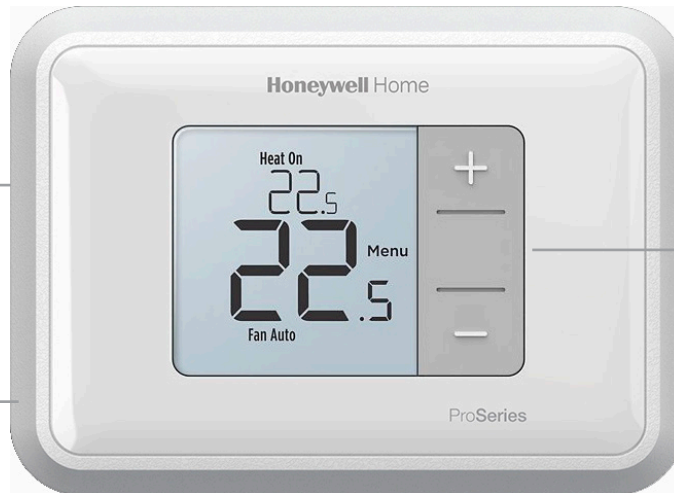 Honeywell Home
Heat On
22.5
22.5
Menu
Fan Auto
+
−
ProSeries